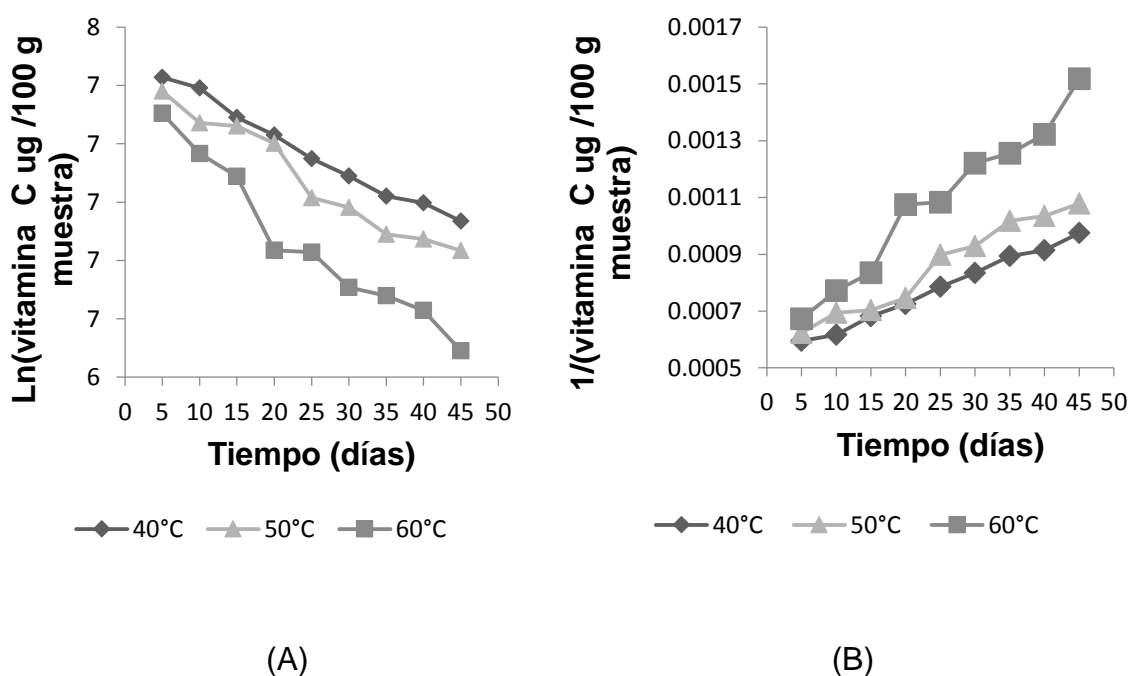 Ln(vitamina C ug /100 g
muestra)
8
7
7
7
7
7
6
0 5 10 15 20 25 30 35 40 45 50
Tiempo (días)
40°C 50°C 60°C
(A)
1/(vitamina C ug /100 g
muestra)
0.0017
0.0015
0.0013
0.0011
0.0009
0.0007
0.0005
0 5 10 15 20 25 30 35 40 45 50
Tiempo (días)
40°C 50°C 60°C
(B)